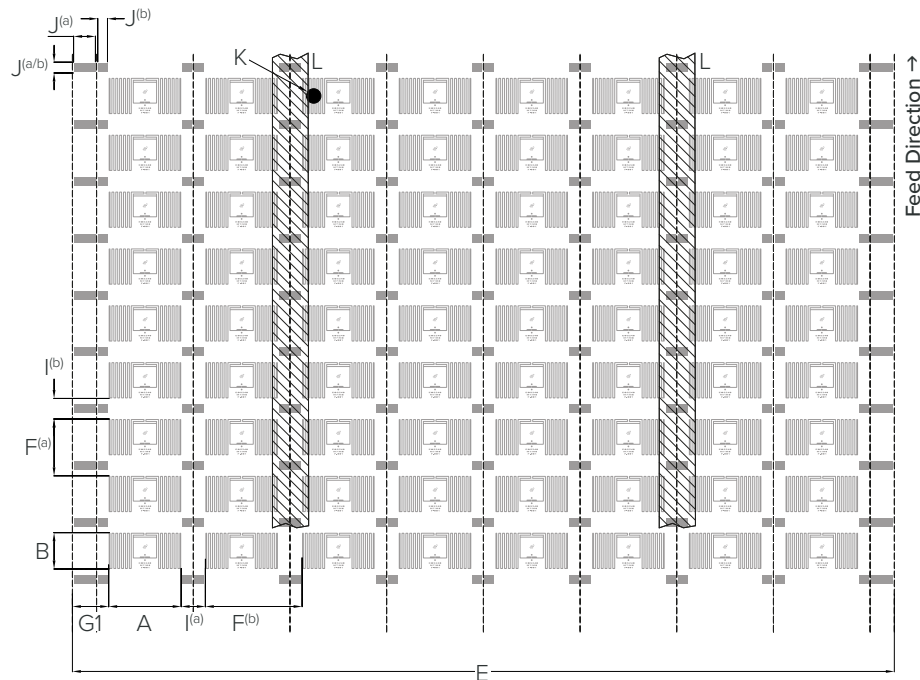 J(a)
J(b)
K
L
L
J(a/b)
Feed Direction →
I(b)
F(a)
B
G1
A
I(a)
F(b)
E